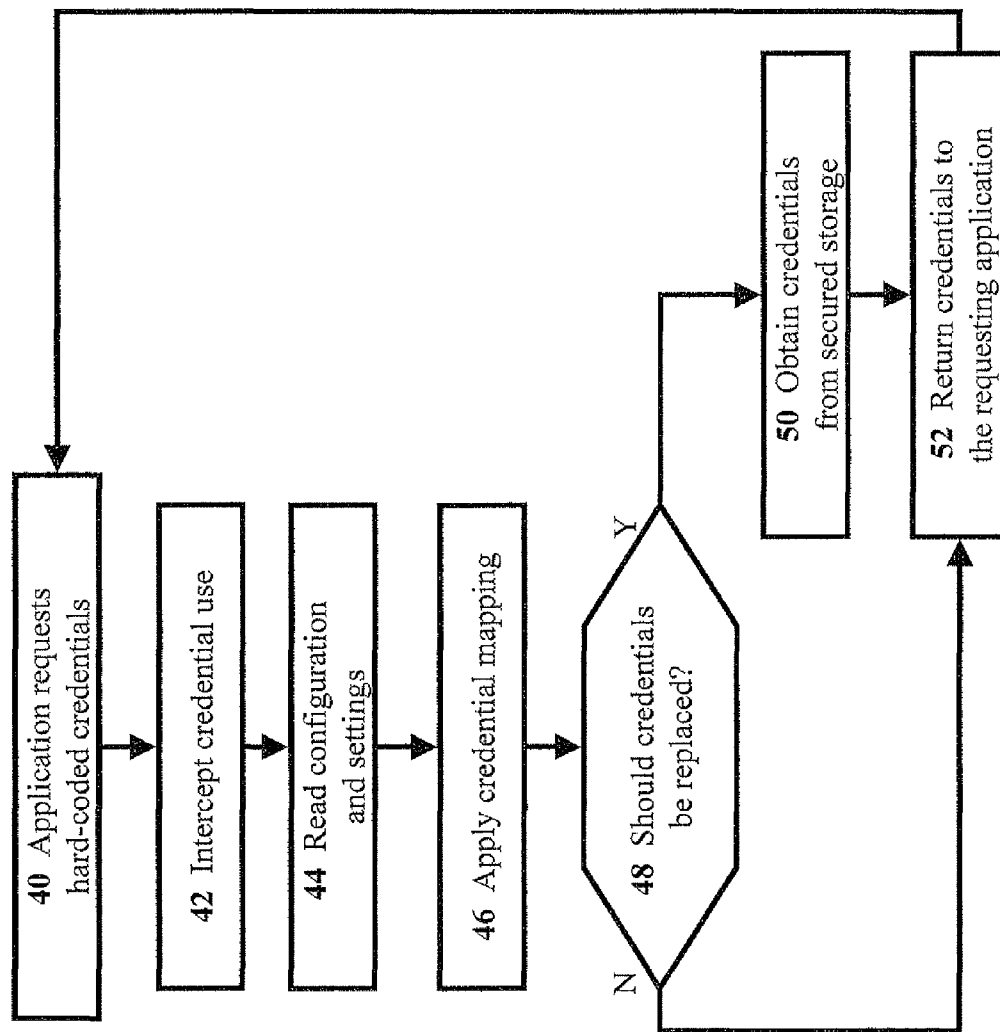 40 Application requests
hard-coded credentials
42 Intercept credential use
44 Read configuration
and settings
46 Apply credential mapping
48 Should credentials
be replaced?
N
Y
50 Obtain credentials
from secured storage
52 Return credentials to
the requesting application